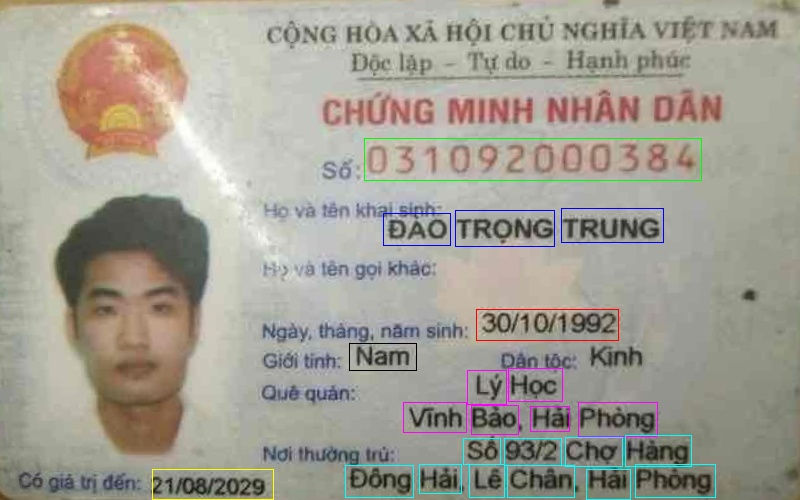 CỘNG HÒA XÃ HỘI CHỦ NGHĨA VIỆT NAM
Độc lập - Tự do - Hạnh phúc
CHỨNG MINH NHÂN DÂN
Số: 031092000384
Họ và tên khai sinh:
ĐÀO TRỌNG TRUNG
Họ và tên gọi khác:
Ngày, tháng, năm sinh: 30/10/1992
Giới tính: Nam Dân tộc: Kinh
Quê quán: Lý Học
Vĩnh Bảo, Hải Phòng
Nơi thường trú: Số 93/2 Chợ Hàng
Có giá trị đến: 21/08/2029 Đông Hải, Lê Chân, Hải Phòng